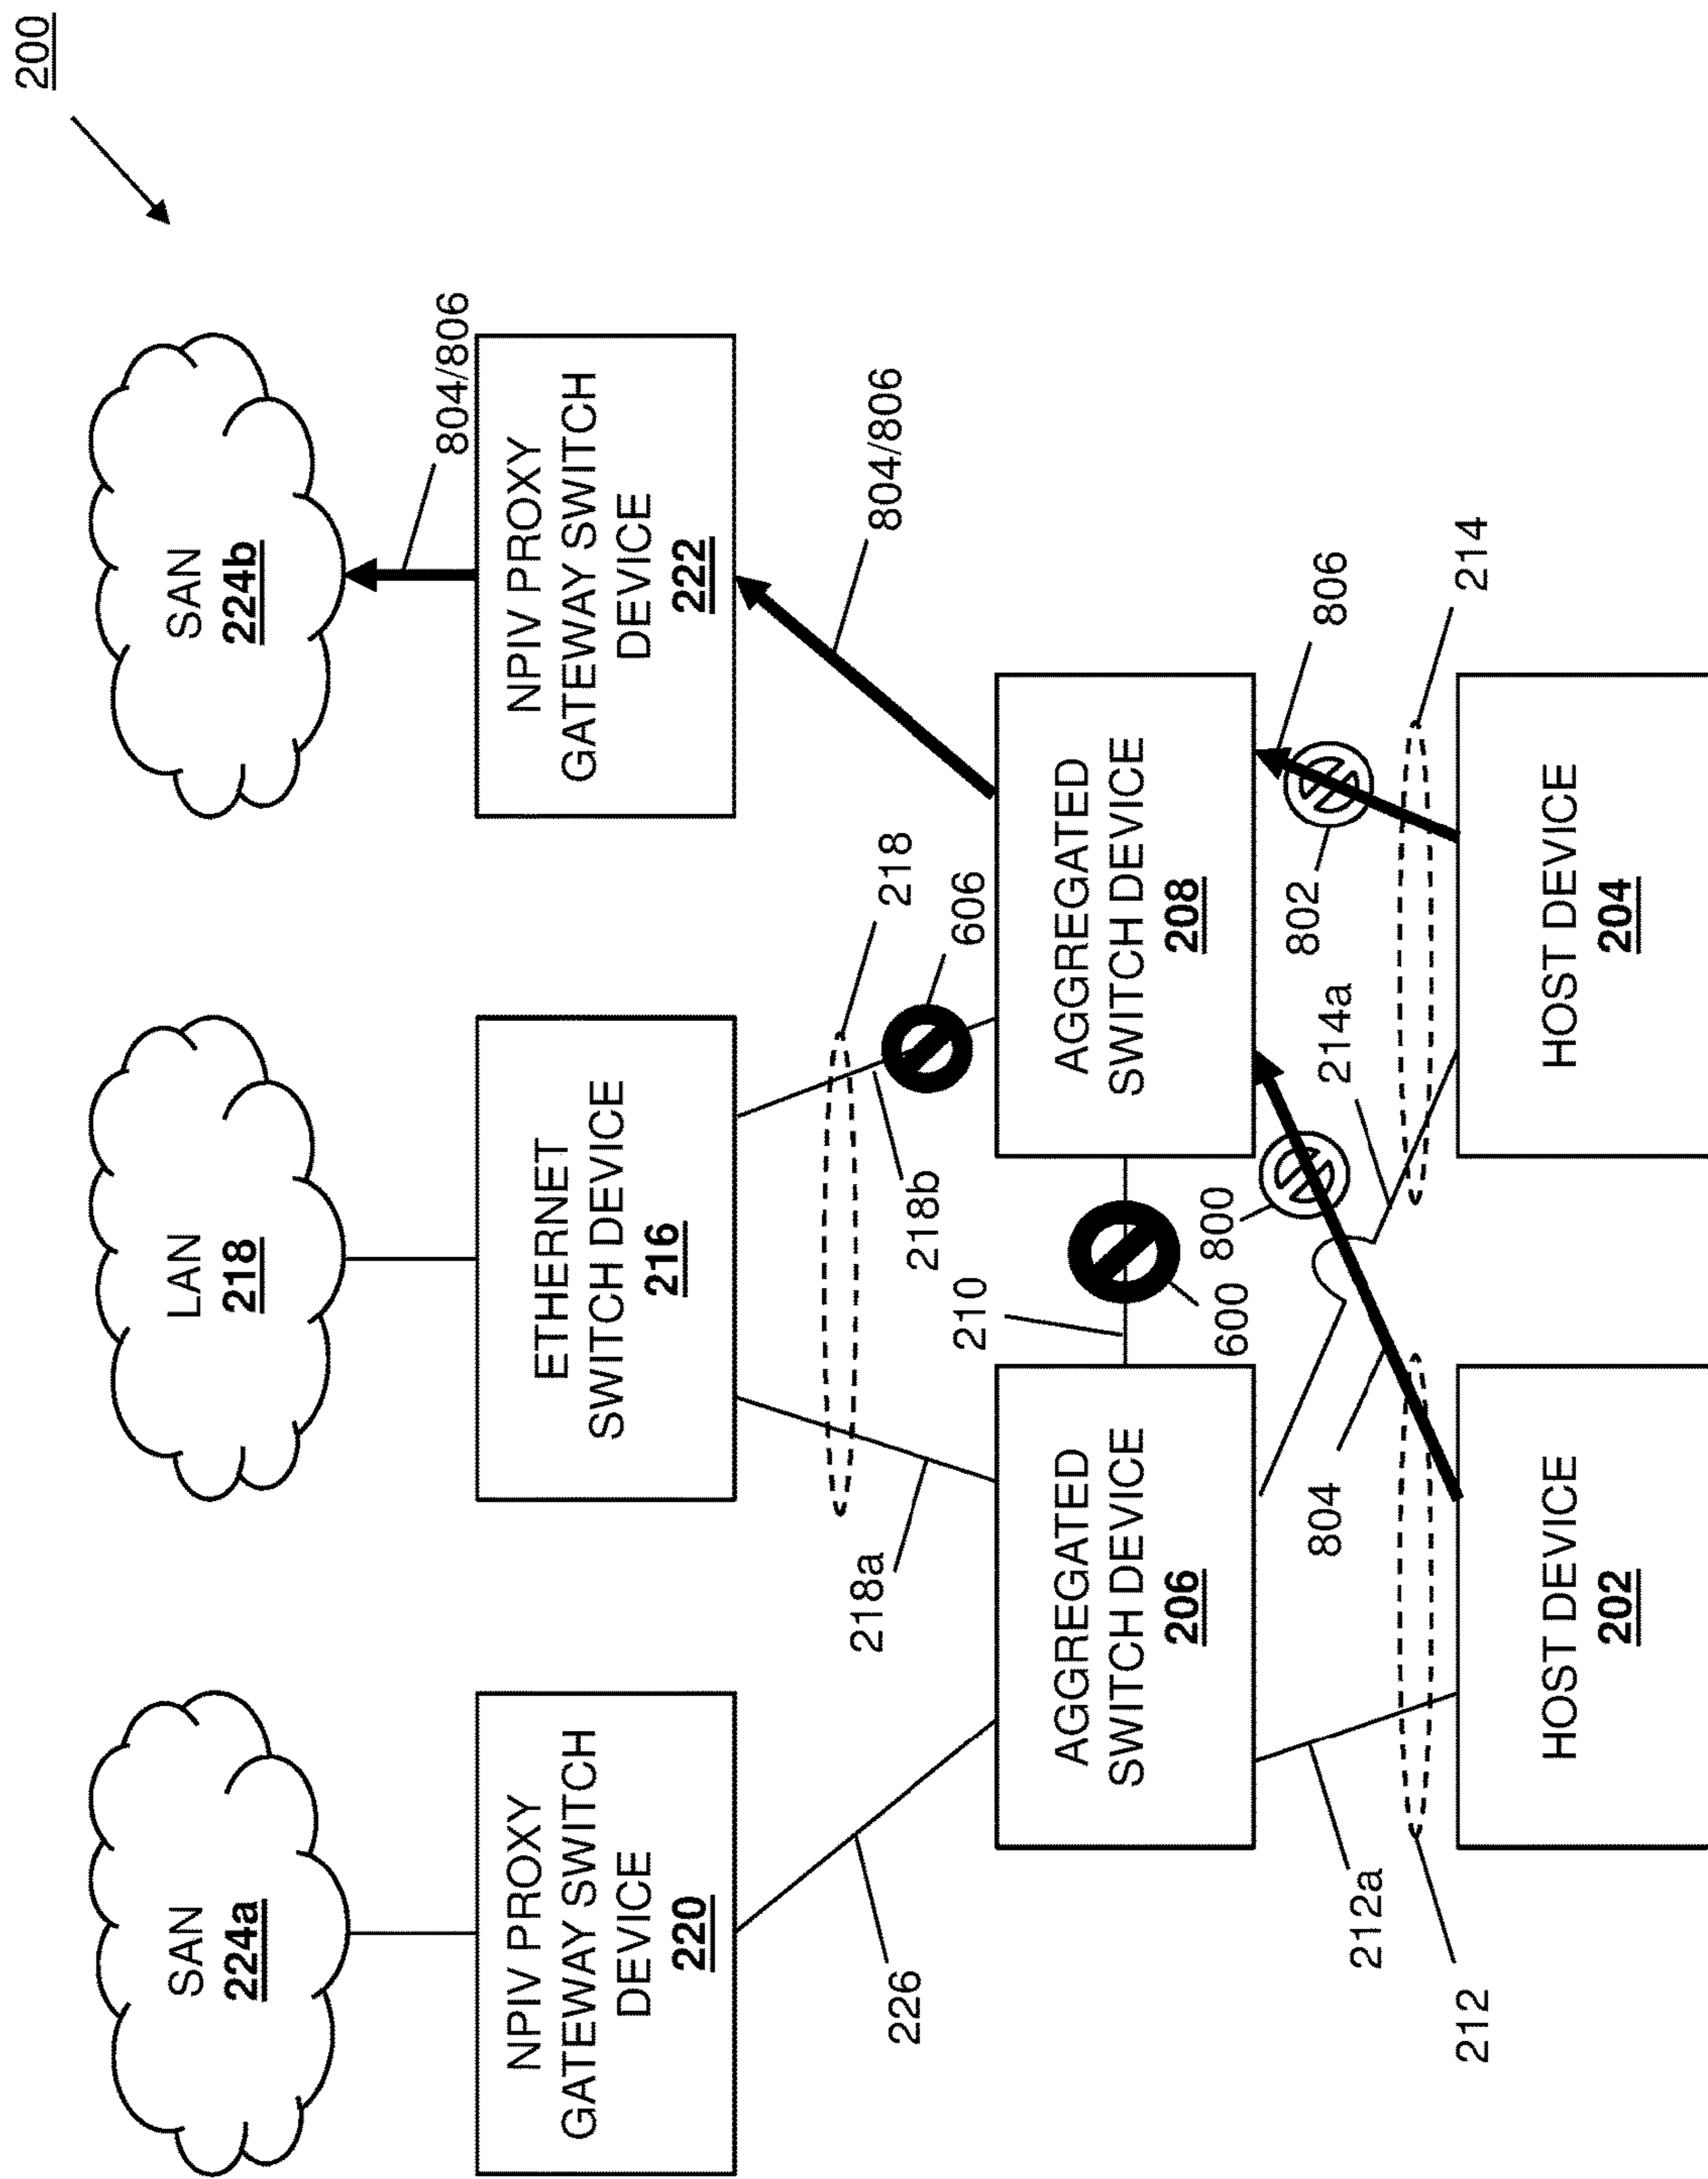 200
SAN
224a
LAN
218
SAN
224b
804/806
NPIV PROXY
GATEWAY SWITCH
DEVICE
220
ETHERNET
SWITCH DEVICE
216
NPIV PROXY
GATEWAY SWITCH
DEVICE
222
226
218a
218b
218
606
804/806
210
AGGREGATED
SWITCH DEVICE
206
AGGREGATED
SWITCH DEVICE
208
600
800
212a
804
214a
802
806
212
214
HOST DEVICE
202
HOST DEVICE
204